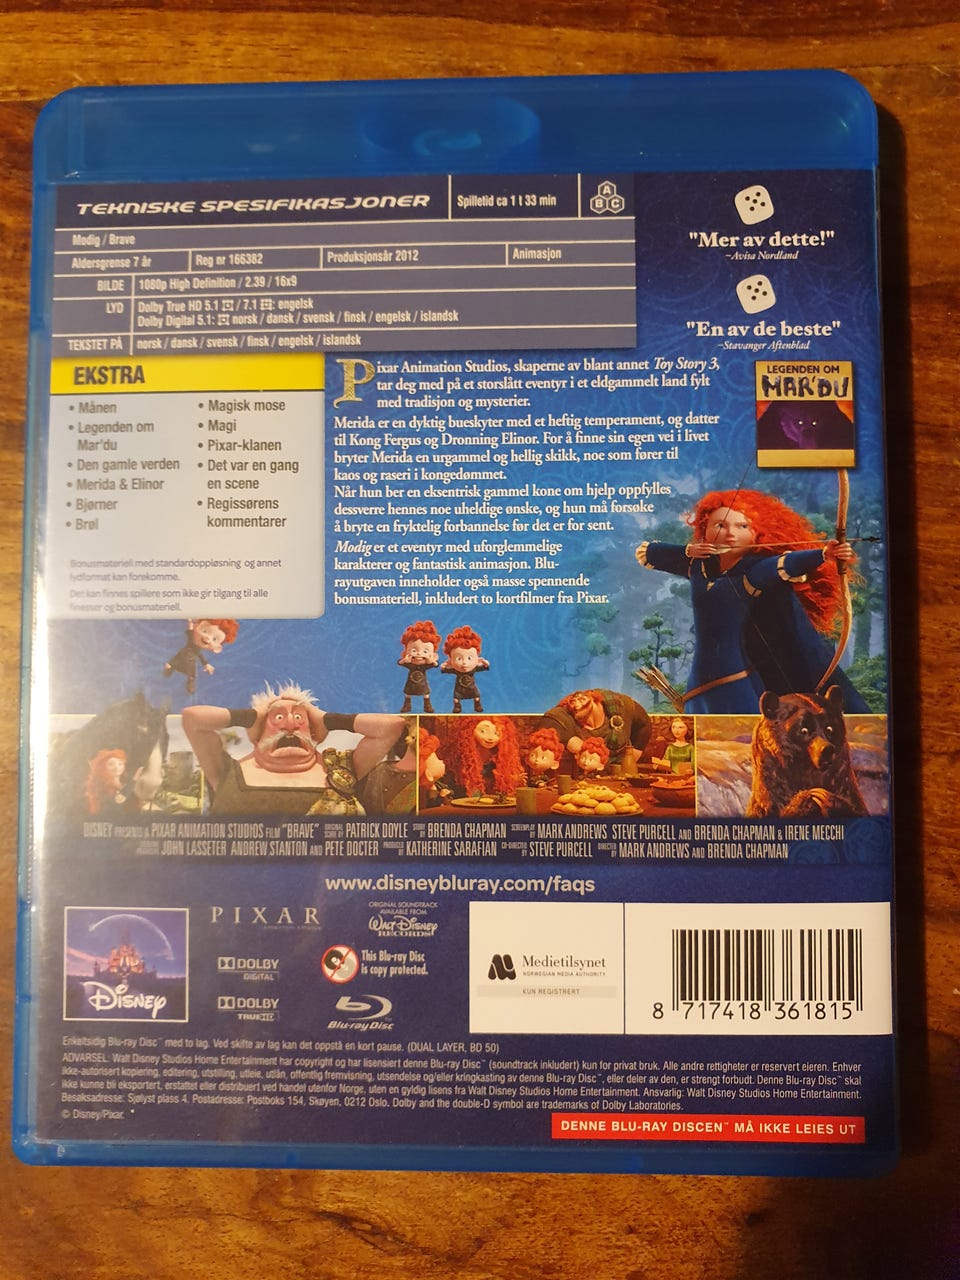 TEKNISKE SPESIFIKASJONER
Spilletid ca 1 t 33 min
A
B C
Modig / Brave
Aldersgrense 7 år
Reg nr 166382
Produksjonsår 2012
Animasjon
BILDE
1080p High Definition / 2.39 / 16x9
LYD
Dolby True HD 5.1 / 7.1 : engelsk
Dolby Digital 5.1: norsk / dansk / svensk / finsk / engelsk / islandsk
TEKSTET PÅ
norsk / dansk / svensk / finsk / engelsk / islandsk
"Mer av dette!"
–Avisa Nordland
"En av de beste"
–Stavanger Aftenblad
EKSTRA
• Månen
• Legenden om
Mar'du
• Den gamle verden
• Merida & Elinor
• Bjørner
• Brøl
• Magisk mose
• Magi
• Pixar-klanen
• Det var en gang
en scene
• Regissørens
kommentarer
Bonusmateriell med standardoppløsning og annet
lydformat kan forekomme.
Det kan finnes spillere som ikke gir tilgang til alle
finesser og bonusmateriell.
Pixar Animation Studios, skaperne av blant annet Toy Story 3,
tar deg med på et storslått eventyr i et eldgammelt land fylt
med tradisjon og mysterier.
Merida er en dyktig bueskytter med et heftig temperament, og datter
til Kong Fergus og Dronning Elinor. For å finne sin egen vei i livet
bryter Merida en urgammel og hellig skikk, noe som fører til
kaos og raseri i kongedømmet.
Når hun ber en eksentrisk gammel kone om hjelp oppfylles
dessverre hennes noe uheldige ønske, og hun må forsøke
å bryte en fryktelig forbannelse før det er for sent.
Modig er et eventyr med uforglemmelige
karakterer og fantastisk animasjon. Blu-
rayutgaven inneholder også masse spennende
bonusmateriell, inkludert to kortfilmer fra Pixar.
LEGENDEN OM
MAR'DU
DISNEY PRESENTS A PIXAR ANIMATION STUDIOS FILM "BRAVE" ORIGINAL SCORE BY PATRICK DOYLE STORY BY BRENDA CHAPMAN SCREENPLAY BY MARK ANDREWS STEVE PURCELL AND BRENDA CHAPMAN & IRENE MECCHI
EXECUTIVE PRODUCERS JOHN LASSETER ANDREW STANTON AND PETE DOCTER PRODUCED BY KATHERINE SARAFIAN CO-DIRECTED BY STEVE PURCELL DIRECTED BY MARK ANDREWS AND BRENDA CHAPMAN
www.disneybluray.com/faqs
Disney
PIXAR
ANIMATION STUDIOS
DOLBY
DIGITAL
DOLBY
TRUEHD
ORIGINAL SOUNDTRACK
AVAILABLE FROM
WALT DISNEY
RECORDS
This Blu-ray Disc
is copy protected.
Blu-ray Disc
Medietilsynet
NORWEGIAN MEDIA AUTHORITY
KUN REGISTRERT
8 717418 361815
Enkeltsidig Blu-ray Disc™ med to lag. Ved skifte av lag kan det oppstå en kort pause. (DUAL LAYER, BD 50)
ADVARSEL: Walt Disney Studios Home Entertainment har copyright og har lisensiert denne Blu-ray Disc™ (soundtrack inkludert) kun for privat bruk. Alle andre rettigheter er reservert eieren. Enhver
ikke-autorisert kopiering, editering, utstilling, utleie, utlån, offentlig fremvisning, utsendelse og/eller kringkasting av denne Blu-ray Disc™, eller deler av den, er strengt forbudt. Denne Blu-ray Disc™ skal
ikke kunne bli eksportert, erstattet eller distribuert ved handel utenfor Norge, uten en gyldig lisens fra Walt Disney Studios Home Entertainment. Ansvarlig: Walt Disney Studios Home Entertainment.
Besøksadresse: Sjølyst plass 4. Postadresse: Postboks 154, Skøyen, 0212 Oslo. Dolby and the double-D symbol are trademarks of Dolby Laboratories.
© Disney/Pixar.
DENNE BLU-RAY DISCEN™ MÅ IKKE LEIES UT